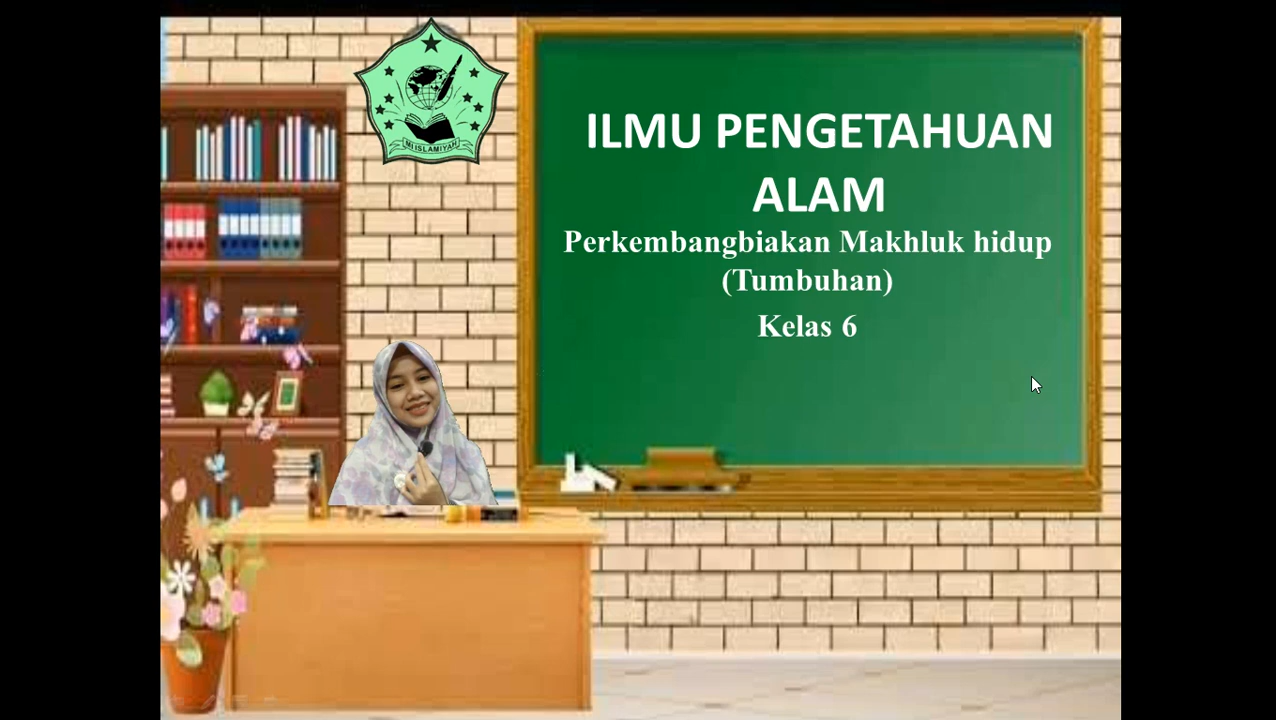 MI ISLAMIYAH
ILMU PENGETAHUAN
ALAM
Perkembangbiakan Makhluk hidup
(Tumbuhan)
Kelas 6